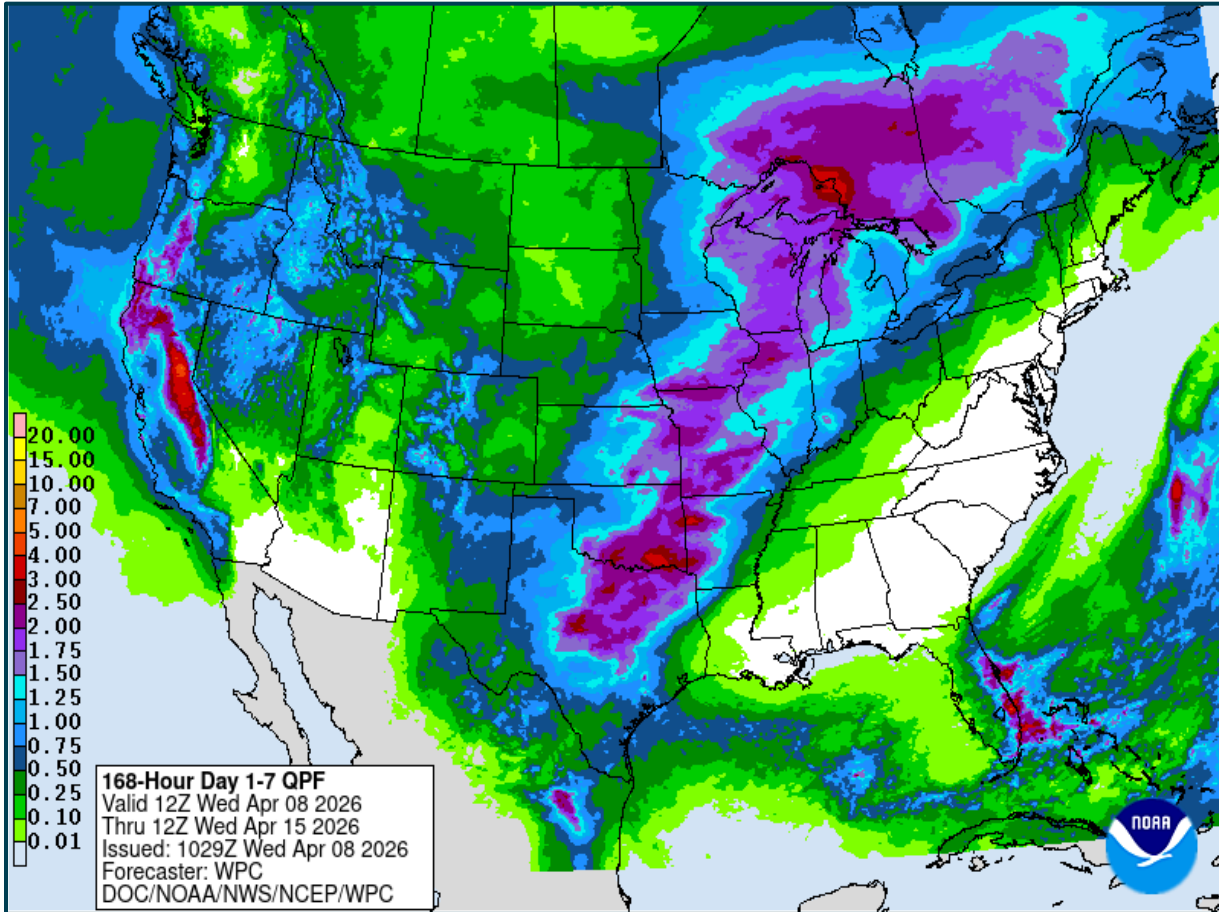 20.00
15.00
10.00
7.00
5.00
4.00
3.00
2.50
2.00
1.75
1.50
1.25
1.00
0.75
0.50
0.25
0.10
0.01
168-Hour Day 1-7 QPF
Valid 12Z Wed Apr 08 2026
Thru 12Z Wed Apr 15 2026
Issued: 1029Z Wed Apr 08 2026
Forecaster: WPC
DOC/NOAA/NWS/NCEP/WPC
NOAA